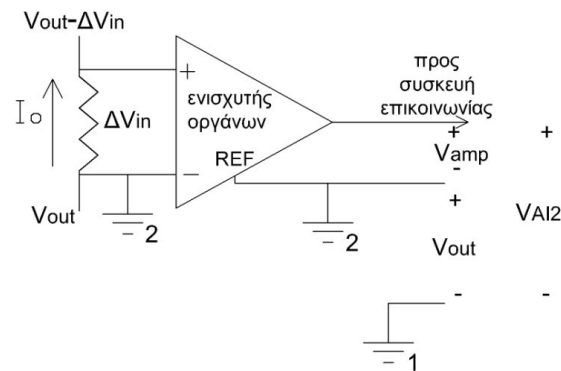 Vout-ΔVin
Io
ΔVin
Vout
+
ενισχυτής
οργάνων
REF
-
2
2
προς
συσκευή
επικοινωνίας
+
Vamp
-
+
Vout
-
+
VAI2
-
1